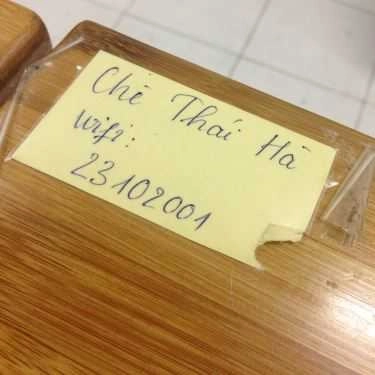 Chè Thái Hà
Wifi:
23102001